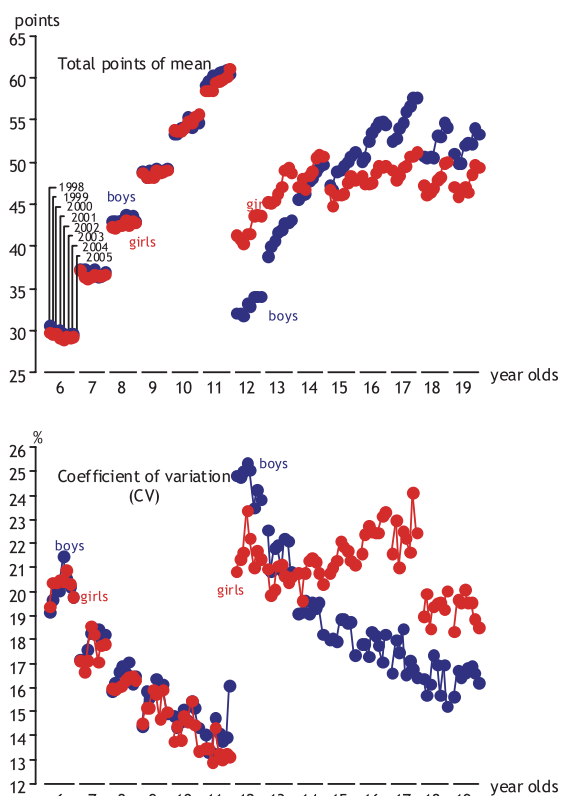 points
65
Total points of mean
60
55
50
1998
boys
1999
2000
2001
45
2002
girls
2003
2004
2005
40
35
boys
30
25
6 7 8 9 10 11 12 13 14 15 16 17 18 19 year olds
%
26
boys
25
Coefficient of variation
(CV)
24
23
22
boys
21
20
girls
girls
19
18
17
16
15
14
13
12
year olds